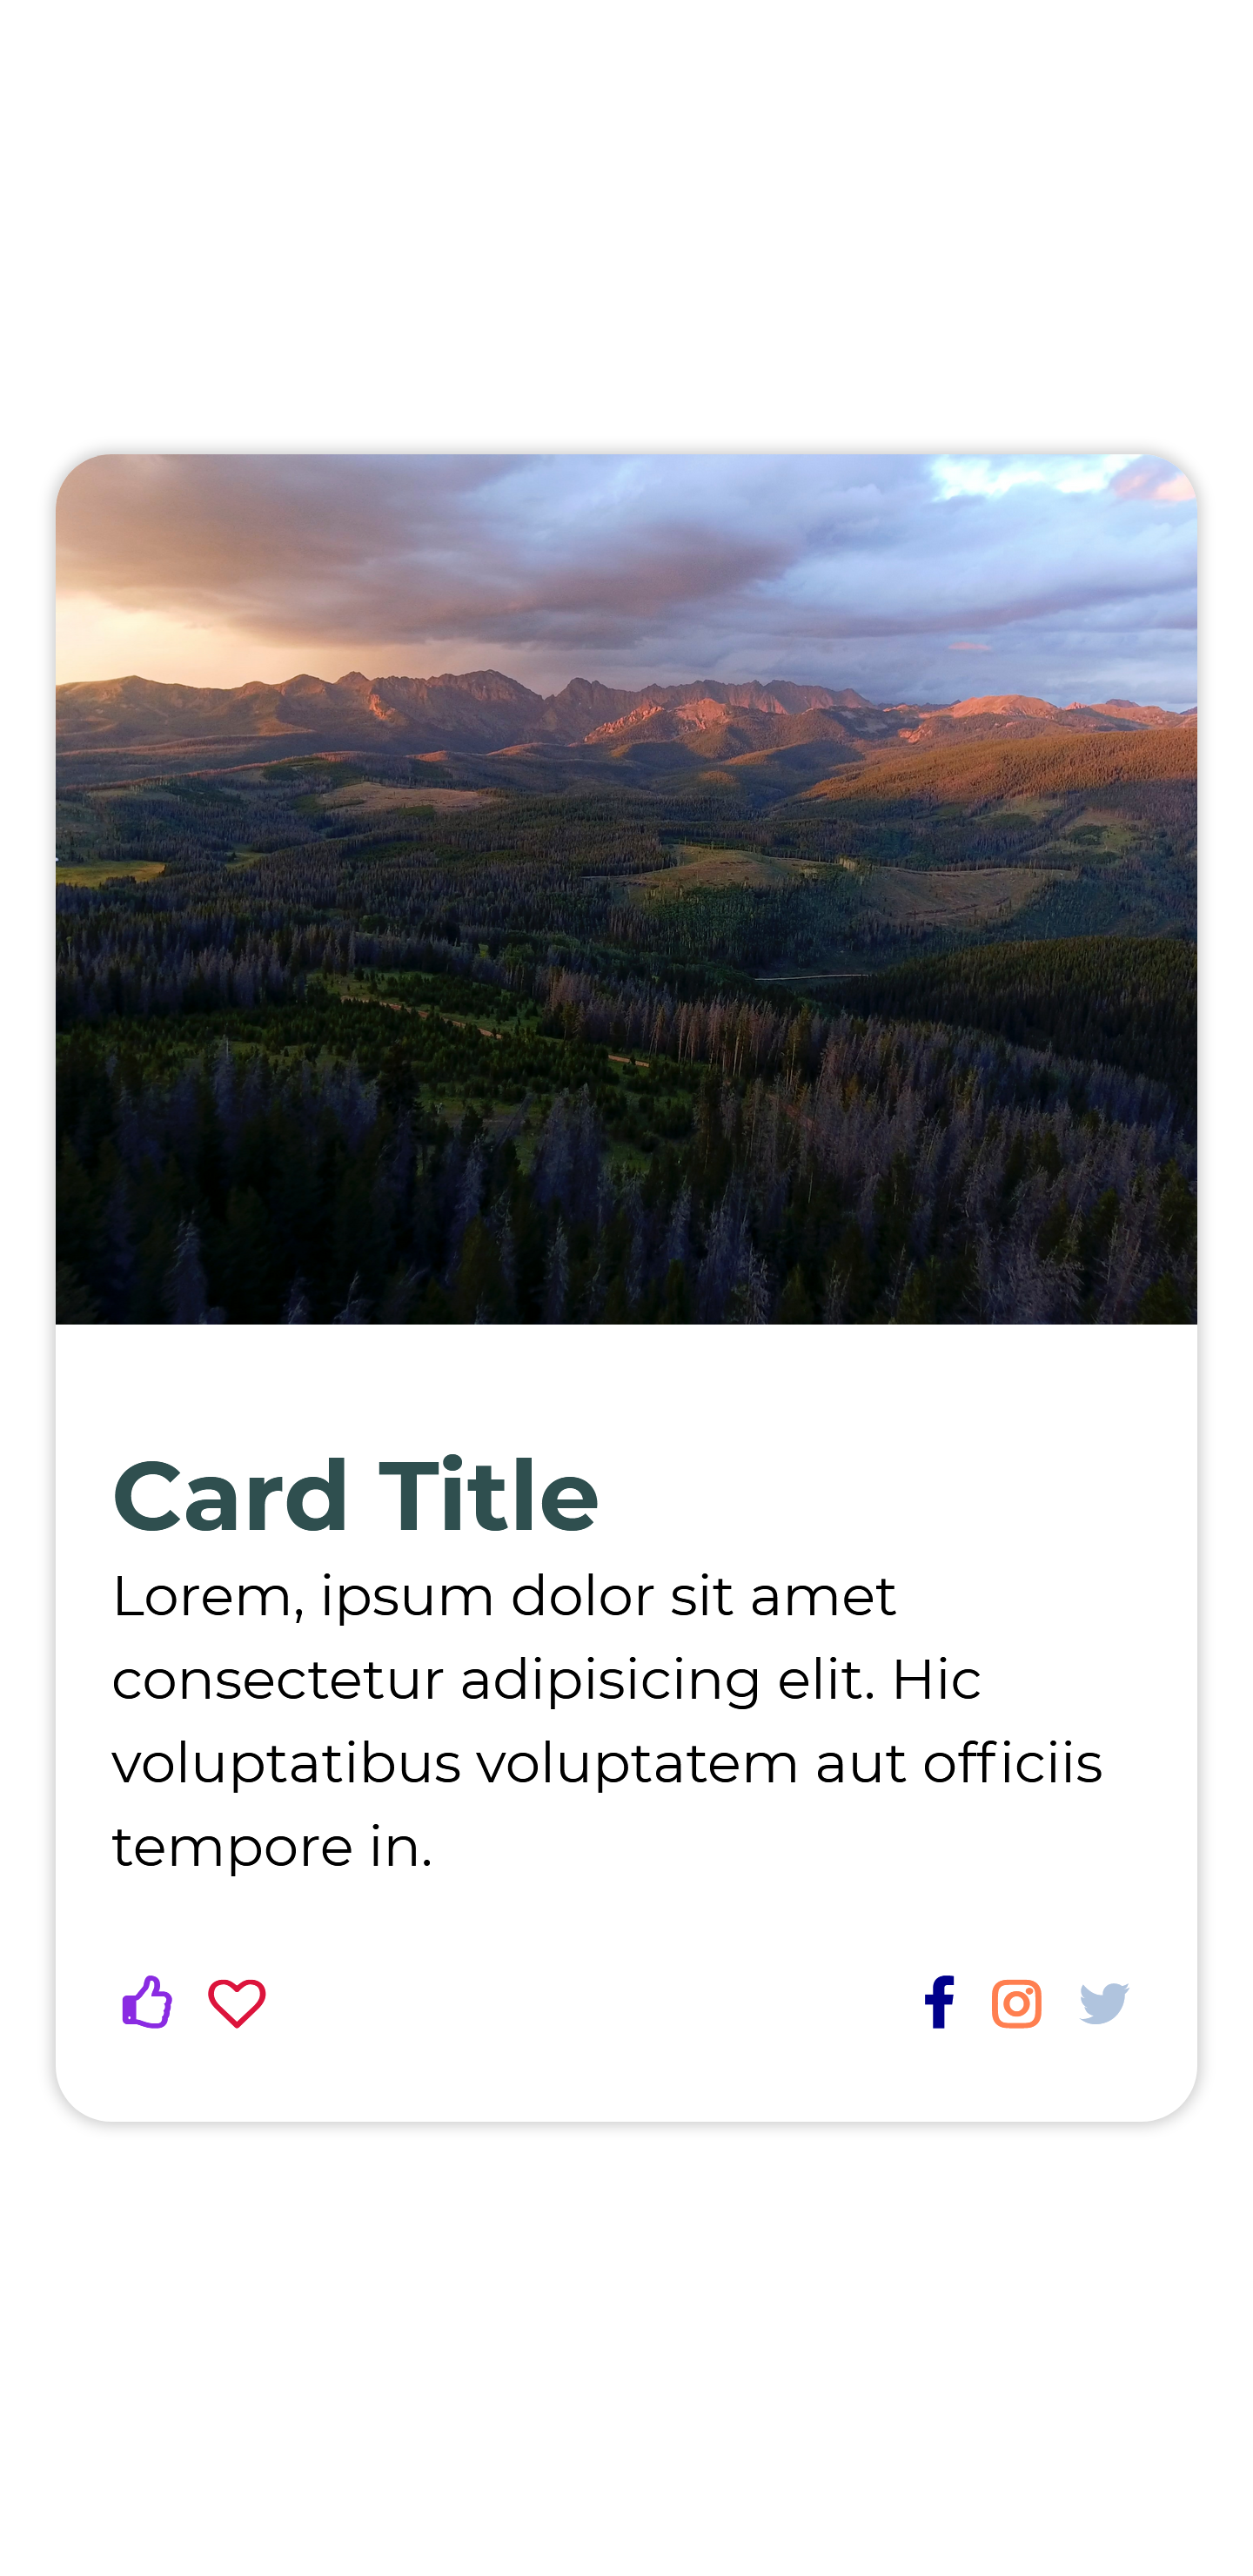 Card Title
Lorem, ipsum dolor sit amet
consectetur adipisicing elit. Hic
voluptatibus voluptatem aut officiis
tempore in.